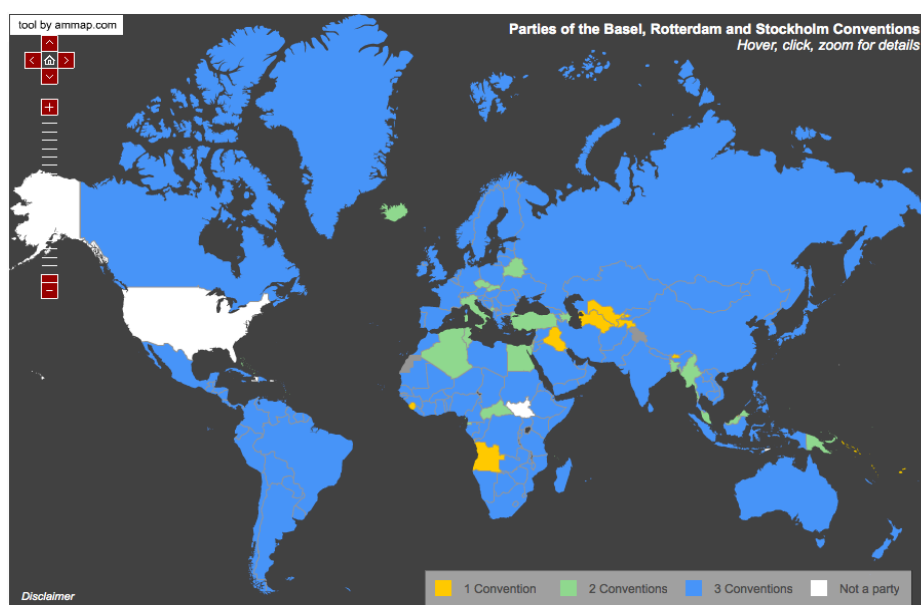 tool by ammap.com
Parties of the Basel, Rotterdam and Stockholm Conventions
Hover, click, zoom for details
Disclaimer
1 Convention
2 Conventions
3 Conventions
Not a party